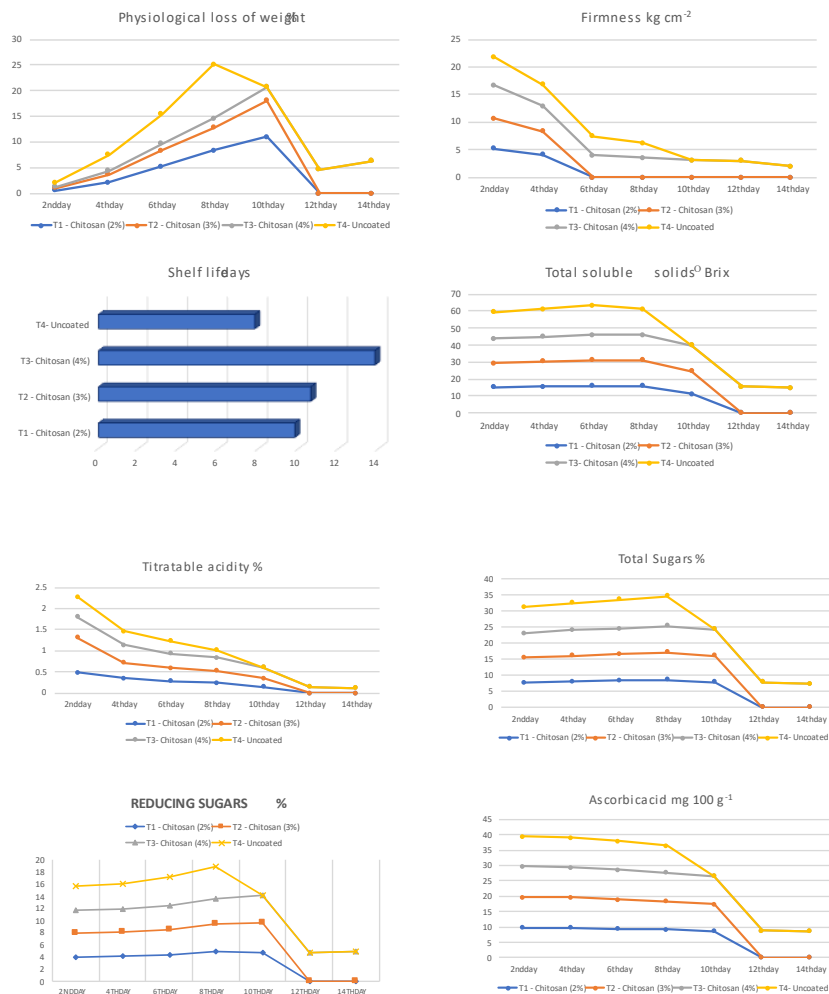 Physiological loss of weight %
30
25
20
15
10
5
0
2ndday 4thday 6thday 8thday 10thday 12thday 14thday
T1 - Chitosan (2%) T2 - Chitosan (3%) T3- Chitosan (4%) T4- Uncoated
Firmness kg cm-2
25
20
15
10
5
0
2ndday 4thday 6thday 8thday 10thday 12thday 14thday
T1 - Chitosan (2%) T2 - Chitosan (3%)
T3- Chitosan (4%) T4- Uncoated
Shelf life days
T4- Uncoated
T3- Chitosan (4%)
T2 - Chitosan (3%)
T1 - Chitosan (2%)
0 2 4 6 8 10 12 14
Total soluble solids O Brix
70
60
50
40
30
20
10
0
2ndday 4thday 6thday 8thday 10thday 12thday 14thday
T1 - Chitosan (2%) T2 - Chitosan (3%)
T3- Chitosan (4%) T4- Uncoated
Titratable acidity %
2.5
2
1.5
1
0.5
0
2ndday 4thday 6thday 8thday 10thday 12thday 14thday
T1 - Chitosan (2%) T2 - Chitosan (3%)
T3- Chitosan (4%) T4- Uncoated
Total Sugars %
40
35
30
25
20
15
10
5
0
2ndday 4thday 6thday 8thday 10thday 12thday 14thday
T1 - Chitosan (2%) T2 - Chitosan (3%) T3- Chitosan (4%) T4- Uncoated
REDUCING SUGARS %
T1 - Chitosan (2%) T2 - Chitosan (3%)
T3- Chitosan (4%) T4- Uncoated
20
18
16
14
12
10
8
6
4
2
0
2NDDAY 4THDAY 6THDAY 8THDAY 10THDAY 12THDAY 14THDAY
Ascorbicacid mg 100 g-1
45
40
35
30
25
20
15
10
5
0
2ndday 4thday 6thday 8thday 10thday 12thday 14thday
T1 - Chitosan (2%) T2 - Chitosan (3%) T3- Chitosan (4%) T4- Uncoated